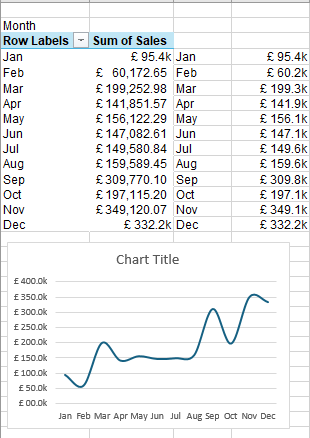 Month
Row Labels Sum of Sales
Jan £ 95.4k Jan £ 95.4k
Feb £ 60,172.65 Feb £ 60.2k
Mar £ 199,252.98 Mar £ 199.3k
Apr £ 141,851.57 Apr £ 141.9k
May £ 156,122.29 May £ 156.1k
Jun £ 147,082.61 Jun £ 147.1k
Jul £ 149,580.84 Jul £ 149.6k
Aug £ 159,589.45 Aug £ 159.6k
Sep £ 309,770.10 Sep £ 309.8k
Oct £ 197,115.20 Oct £ 197.1k
Nov £ 349,120.07 Nov £ 349.1k
Dec £ 332.2k Dec £ 332.2k
Chart Title
£ 400.0k
£ 350.0k
£ 300.0k
£ 250.0k
£ 200.0k
£ 150.0k
£ 100.0k
£ 50.0k
£ 00.0k
Jan Feb Mar Apr May Jun Jul Aug Sep Oct Nov Dec